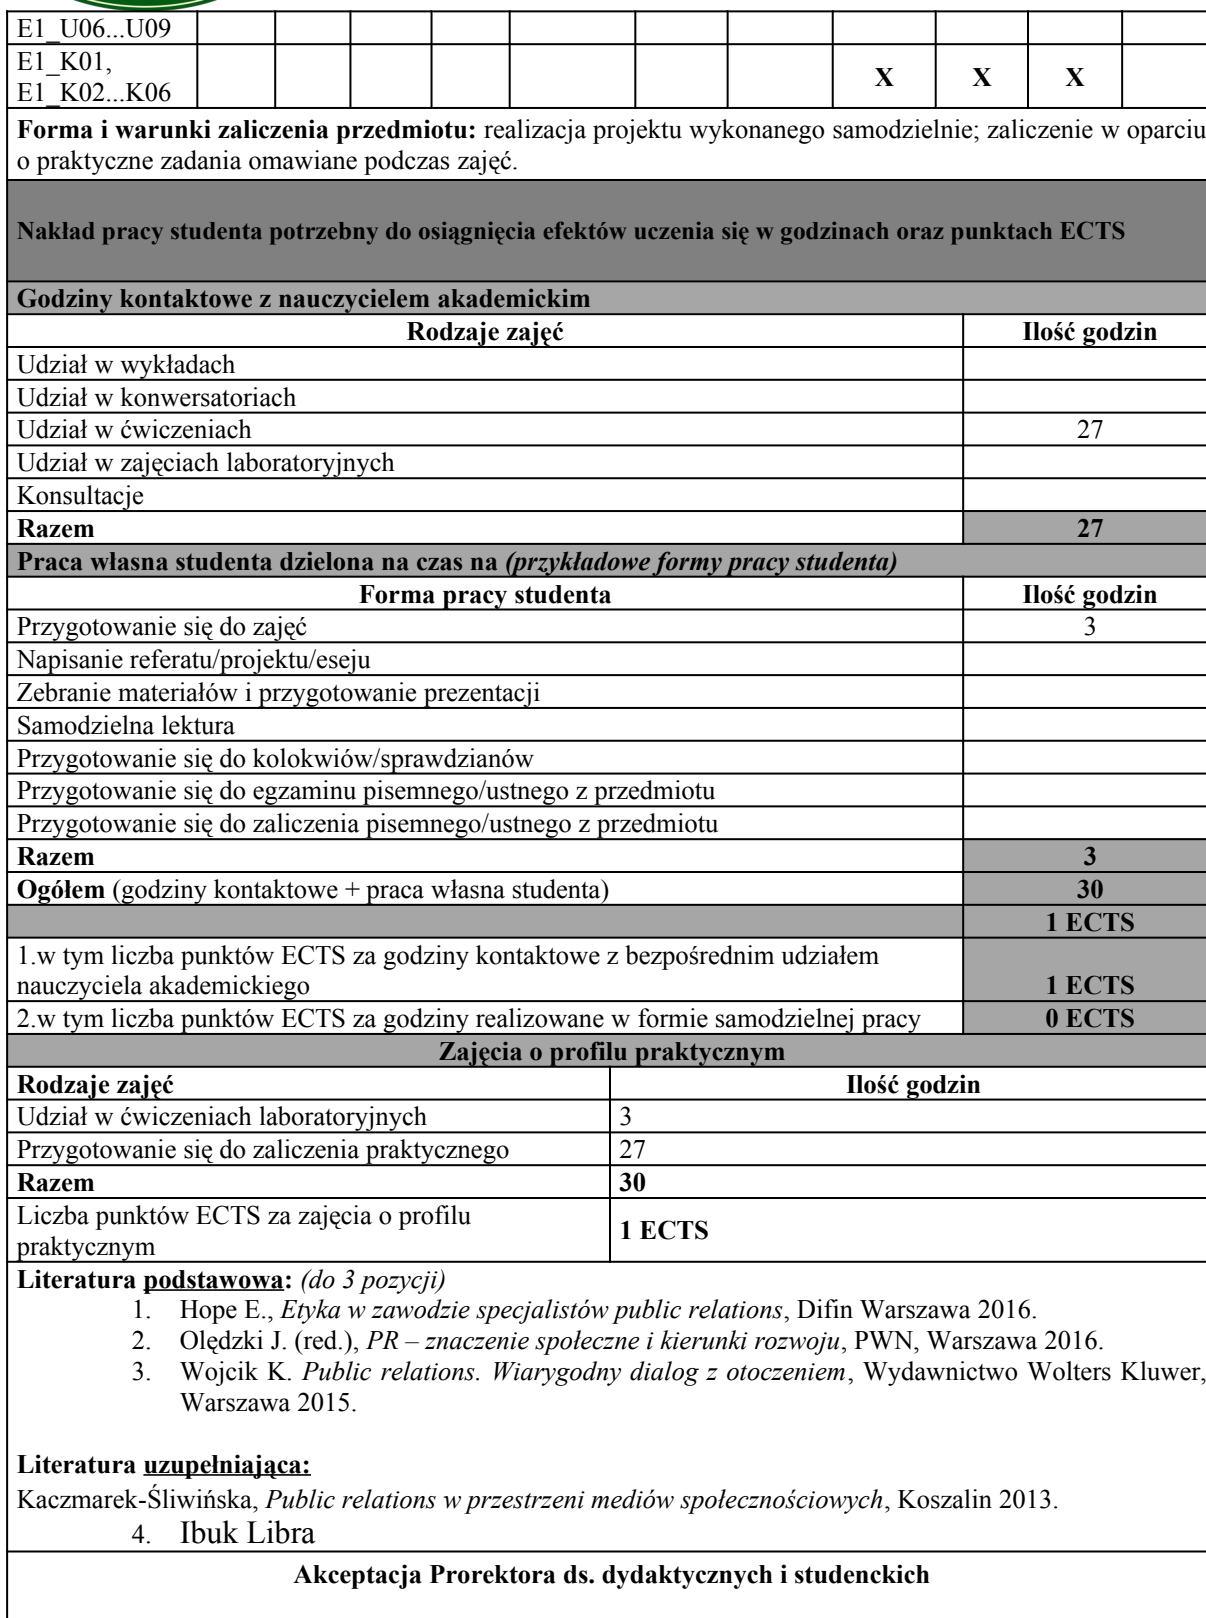 E1_U06...U09
E1_K01,
E1_K02...K06 X X X
Forma i warunki zaliczenia przedmiotu: realizacja projektu wykonanego samodzielnie; zaliczenie w oparciu
o praktyczne zadania omawiane podczas zajęć.
Nakład pracy studenta potrzebny do osiągnięcia efektów uczenia się w godzinach oraz punktach ECTS
Godziny kontaktowe z nauczycielem akademickim
Rodzaje zajęć Ilość godzin
Udział w wykładach
Udział w konwersatoriach
Udział w ćwiczeniach 27
Udział w zajęciach laboratoryjnych
Konsultacje
Razem 27
Praca własna studenta dzielona na czas na (przykładowe formy pracy studenta)
Forma pracy studenta Ilość godzin
Przygotowanie się do zajęć 3
Napisanie referatu/projektu/eseju
Zebranie materiałów i przygotowanie prezentacji
Samodzielna lektura
Przygotowanie się do kolokwiów/sprawdzianów
Przygotowanie się do egzaminu pisemnego/ustnego z przedmiotu
Przygotowanie się do zaliczenia pisemnego/ustnego z przedmiotu
Razem 3
Ogółem (godziny kontaktowe + praca własna studenta) 30
1 ECTS
1.w tym liczba punktów ECTS za godziny kontaktowe z bezpośrednim udziałem
nauczyciela akademickiego 1 ECTS
2.w tym liczba punktów ECTS za godziny realizowane w formie samodzielnej pracy 0 ECTS
Zajęcia o profilu praktycznym
Rodzaje zajęć Ilość godzin
Udział w ćwiczeniach laboratoryjnych 3
Przygotowanie się do zaliczenia praktycznego 27
Razem 30
Liczba punktów ECTS za zajęcia o profilu
praktycznym 1 ECTS
Literatura podstawowa: (do 3 pozycji)
1. Hope E., Etyka w zawodzie specjalistów public relations, Difin Warszawa 2016.
2. Olędzki J. (red.), PR – znaczenie społeczne i kierunki rozwoju, PWN, Warszawa 2016.
3. Wojcik K. Public relations. Wiarygodny dialog z otoczeniem, Wydawnictwo Wolters Kluwer,
Warszawa 2015.
Literatura uzupełniająca:
Kaczmarek-Śliwińska, Public relations w przestrzeni mediów społecznościowych, Koszalin 2013.
4. Ibuk Libra
Akceptacja Prorektora ds. dydaktycznych i studenckich